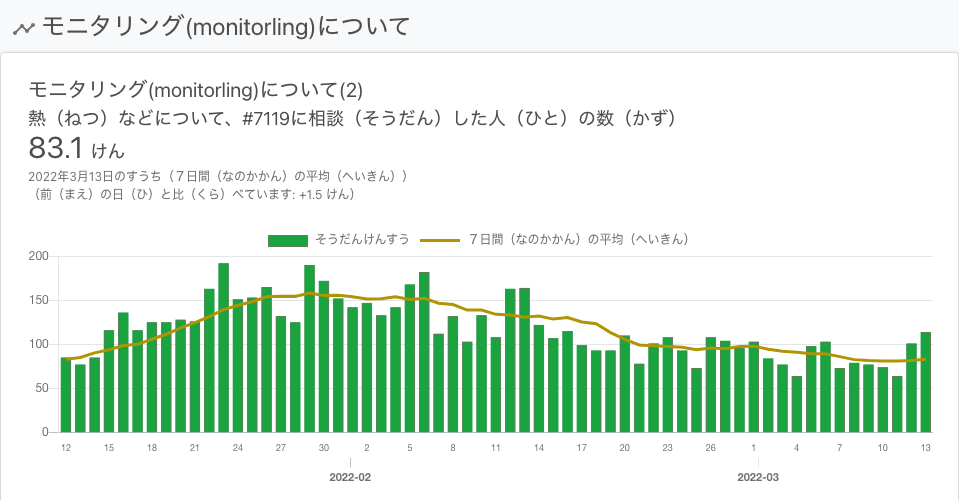 モニタリング(monitorling)について
モニタリング(monitorling)について(2)
熱（ねつ）などについて、#7119に相談（そうだん）した人（ひと）の数（かず）
83.1 けん
2022年3月13日のすうち（７日間（なのかかん）の平均（へいきん））
（前（まえ）の日（ひ）と比（くら）べています: +1.5 けん）
そうだんけんすう ７日間（なのかかん）の平均（へいきん）
200
150
100
50
0
12 15 18 21 24 27 30 2 5 8 11 14 17 20 23 26 1 4 7 10 13
2022-02 2022-03